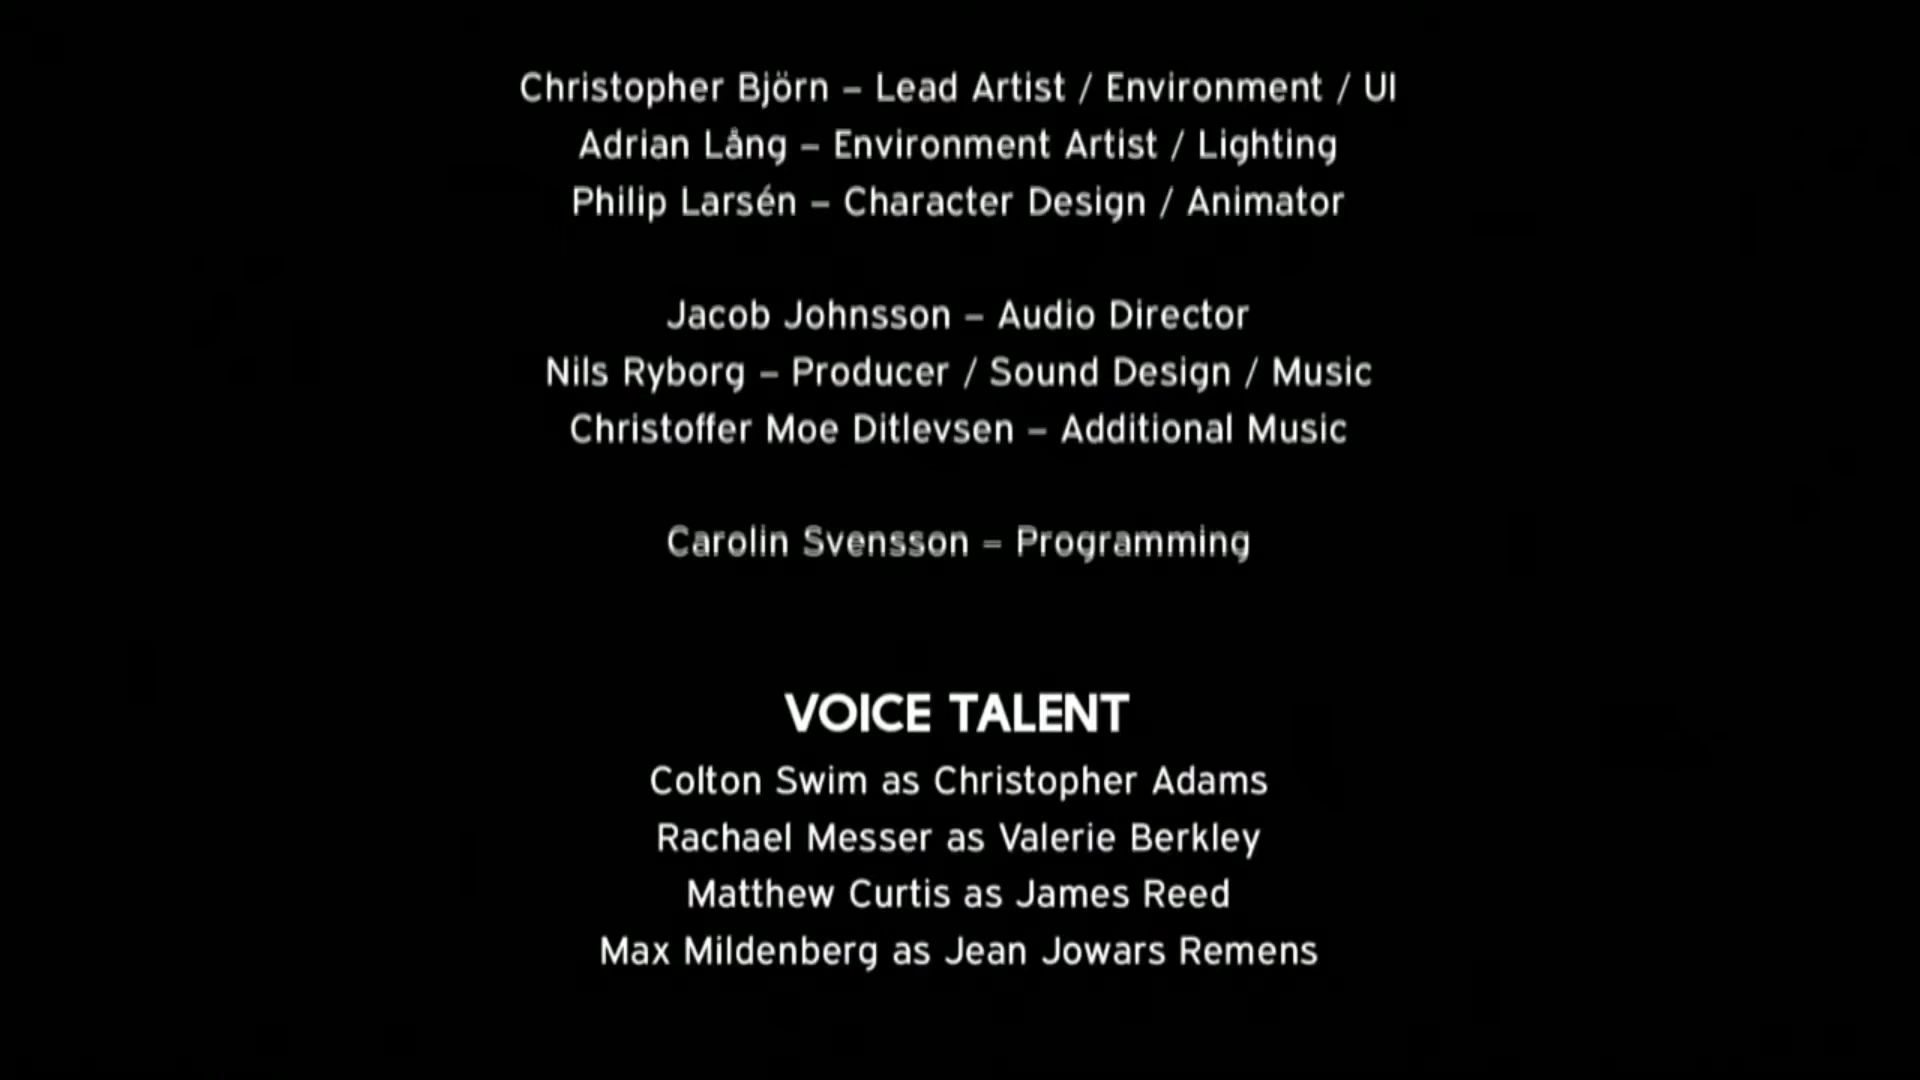 Christopher Björn – Lead Artist / Environment / UI
Adrian Lång – Environment Artist / Lighting
Philip Larsén – Character Design / Animator
Jacob Johnsson – Audio Director
Nils Ryborg – Producer / Sound Design / Music
Christoffer Moe Ditlevsen – Additional Music
Carolin Svensson – Programming
VOICE TALENT
Colton Swim as Christopher Adams
Rachael Messer as Valerie Berkley
Matthew Curtis as James Reed
Max Mildenberg as Jean Jowars Remens